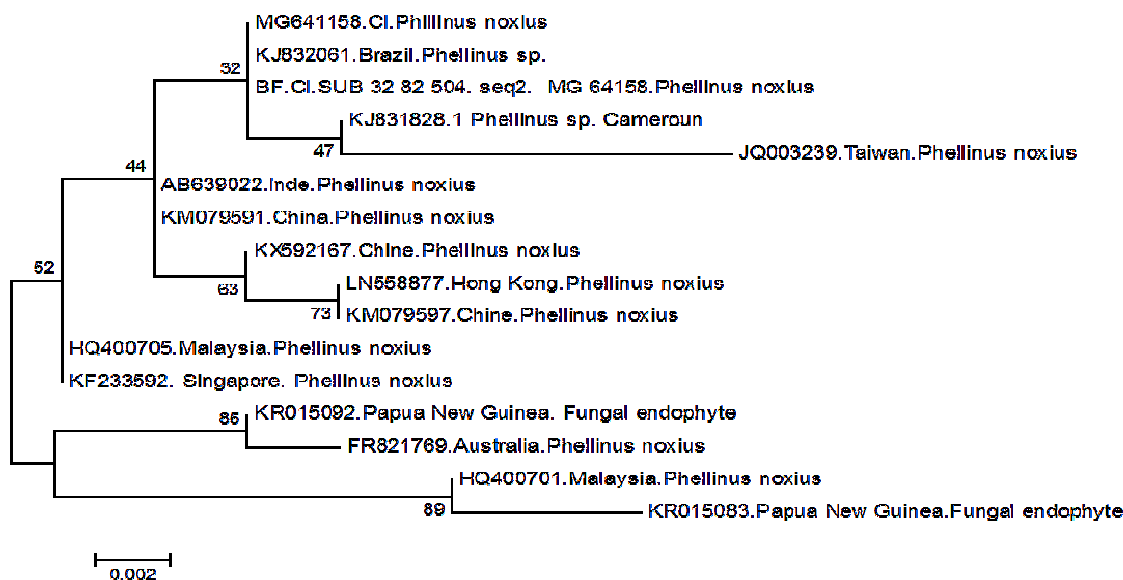 MG641158.CI.Phillinus noxius
KJ832061.Brazil.Phellinus sp.
32
BF.CI.SUB 32 82 504. seq2. MG 64158.Phellinus noxius
KJ831828.1 Phellinus sp. Cameroun
47
JQ003239.Taiwan.Phellinus noxius
44
AB639022.Inde.Phellinus noxius
KM079591.China.Phellinus noxius
KX592167.Chine.Phellinus noxius
52
63
LN558877.Hong Kong.Phellinus noxius
73
KM079597.Chine.Phellinus noxius
HQ400705.Malaysia.Phellinus noxius
KF233592. Singapore. Phellinus noxius
KR015092.Papua New Guinea. Fungal endophyte
86
FR821769.Australia.Phellinus noxius
HQ400701.Malaysia.Phellinus noxius
89
KR015083.Papua New Guinea.Fungal endophyte
0.002